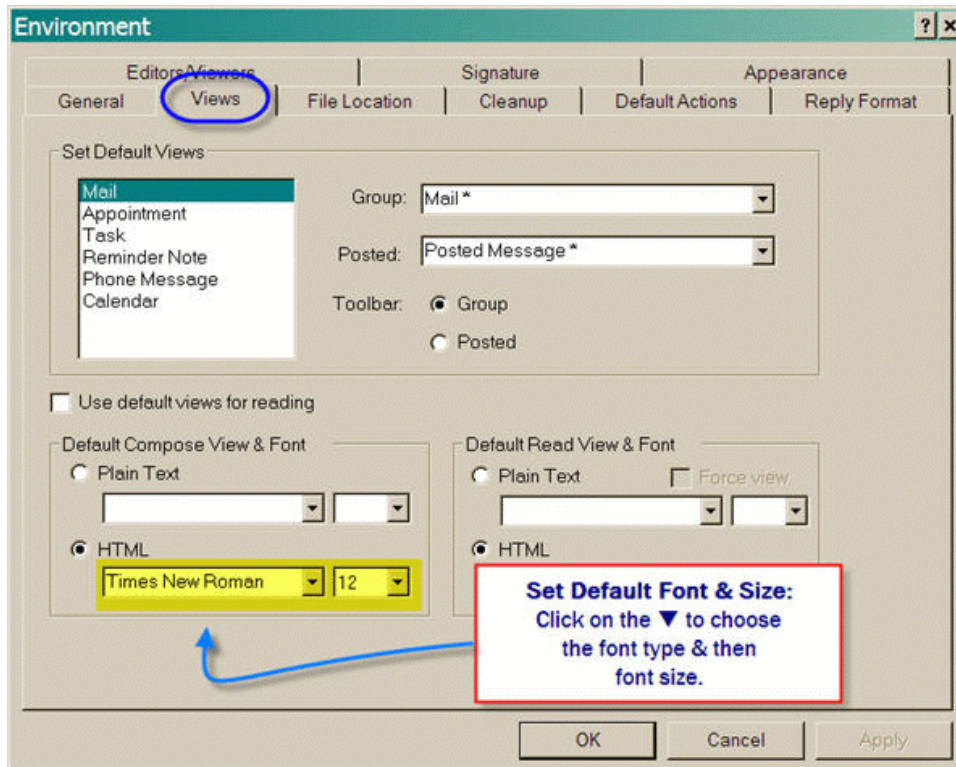 Environment
Editors/Viewers Signature Appearance
General Views File Location Cleanup Default Actions Reply Format
Set Default Views
Mail
Appointment
Task
Reminder Note
Phone Message
Calendar
Group: Mail *
Posted: Posted Message *
Toolbar: Group
Posted
Use default views for reading
Default Compose View & Font
Plain Text
HTML
Times New Roman 12
Default Read View & Font
Plain Text Force view
HTML
Set Default Font & Size:
Click on the ▼ to choose
the font type & then
font size.
OK Cancel Apply